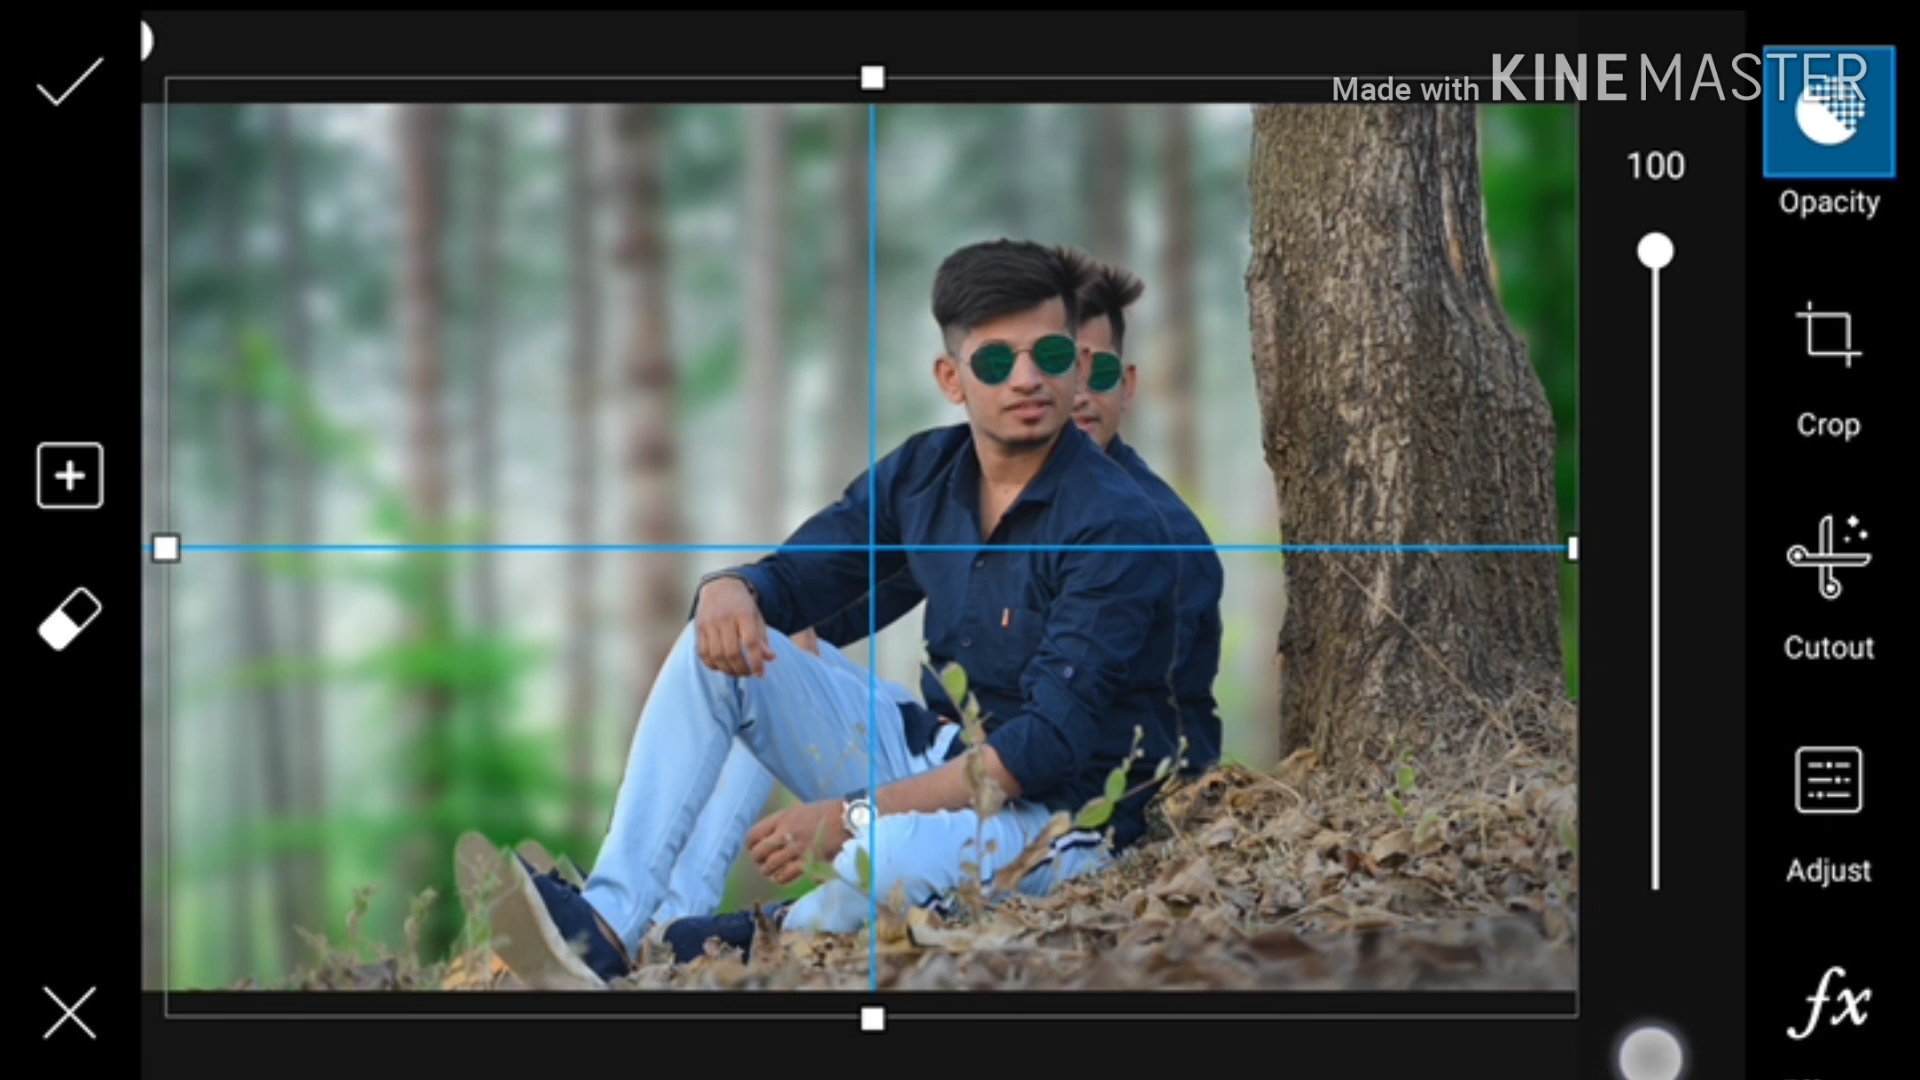 Made with KINEMASTER
100
Opacity
Crop
Cutout
Adjust
fx